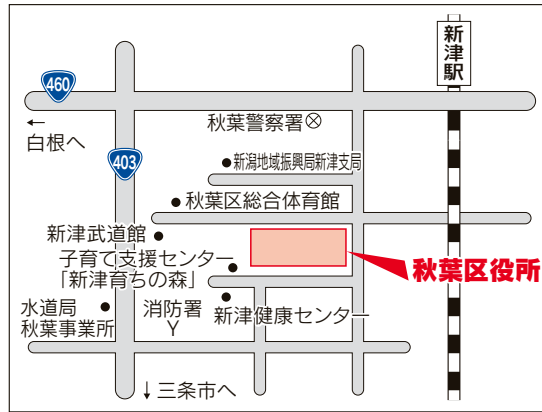 新津駅
460
←
白根へ
秋葉警察署
403
新潟地域振興局新津支局
秋葉区総合体育館
新津武道館
子育て支援センター
「新津育ちの森」
秋葉区役所
水道局
秋葉事業所
消防署
Y
新津健康センター
↓三条市へ